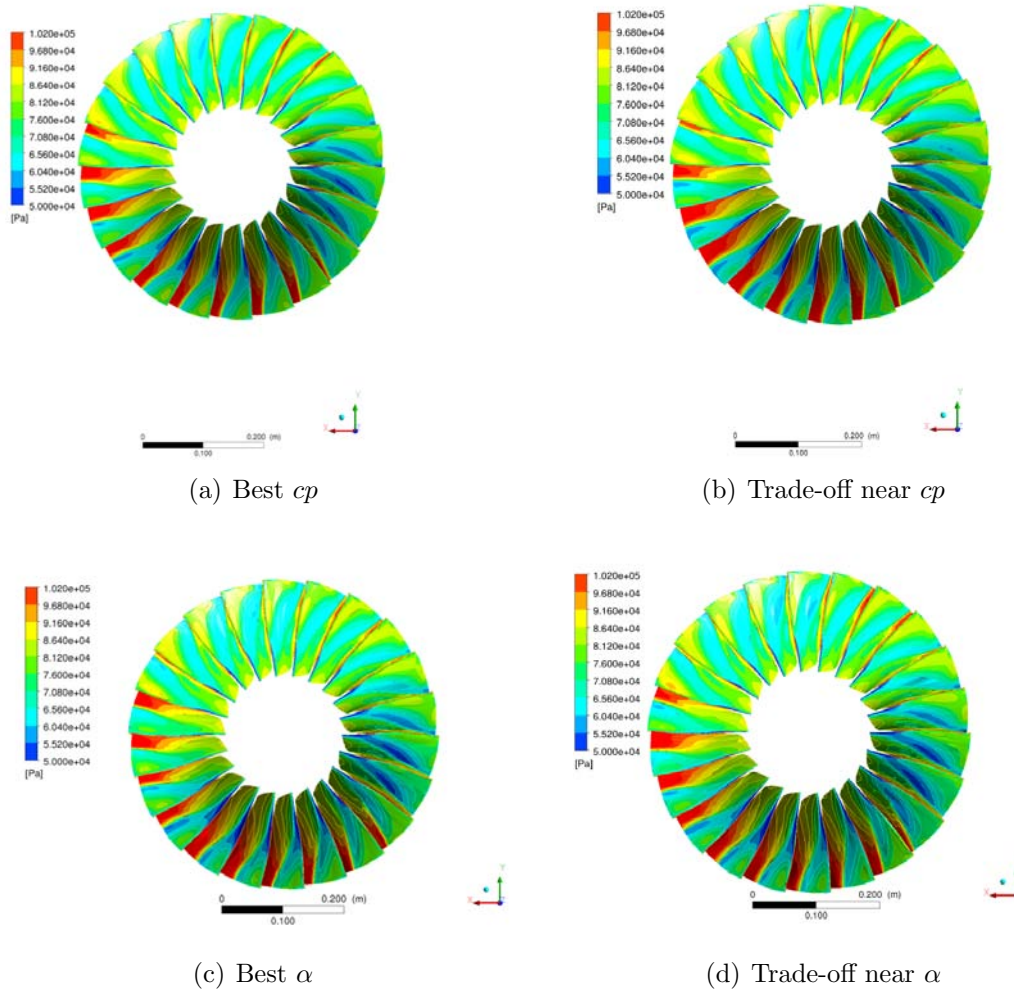 1.020e+05
9.680e+04
9.160e+04
8.640e+04
8.120e+04
7.600e+04
7.080e+04
6.560e+04
6.040e+04
5.520e+04
5.000e+04
[Pa]
0 0.200 (m)
0.100
X Y Z
(a) Best cp
1.020e+05
9.680e+04
9.160e+04
8.640e+04
8.120e+04
7.600e+04
7.080e+04
6.560e+04
6.040e+04
5.520e+04
5.000e+04
[Pa]
0 0.200 (m)
0.100
X Y Z
(b) Trade-off near cp
1.020e+05
9.680e+04
9.160e+04
8.640e+04
8.120e+04
7.600e+04
7.080e+04
6.560e+04
6.040e+04
5.520e+04
5.000e+04
[Pa]
0 0.200 (m)
0.100
X Y Z
(c) Best α
1.020e+05
9.680e+04
9.160e+04
8.640e+04
8.120e+04
7.600e+04
7.080e+04
6.560e+04
6.040e+04
5.520e+04
5.000e+04
[Pa]
0 0.200 (m)
0.100
X
(d) Trade-off near α